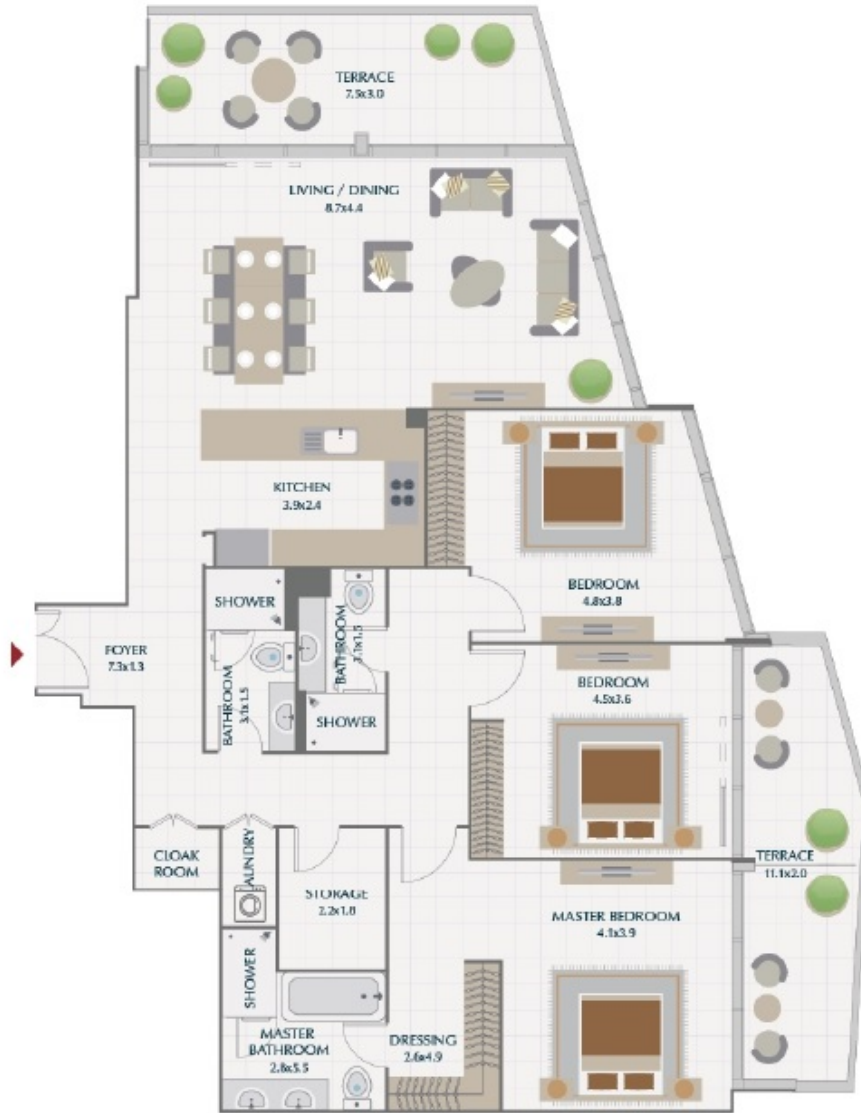 TERRACE
7.5x3.0
LIVING / DINING
8.7x4.4
KITCHEN
3.9x2.4
BEDROOM
4.8x3.8
SHOWER
BATHROOM
3.1x1.5
FOYER
7.3x1.3
BATHROOM
3.1x1.5
SHOWER
BEDROOM
4.5x3.6
CLOAK
ROOM
LAUNDRY
STORAGE
2.2x1.8
TERRACE
11.1x2.0
MASTER BEDROOM
4.1x3.9
SHOWER
MASTER
BATHROOM
DRESSING
2.6x4.9